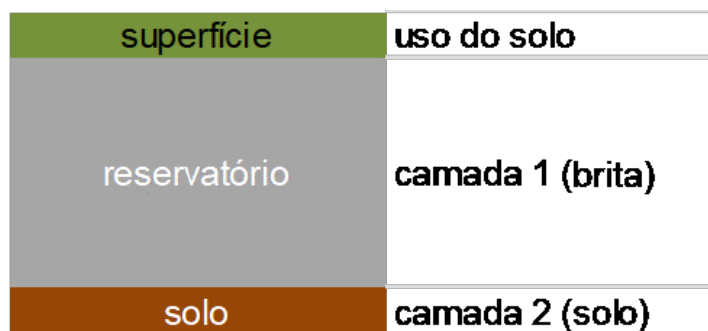 superfície uso do solo
reservatório camada 1 (brita)
solo camada 2 (solo)